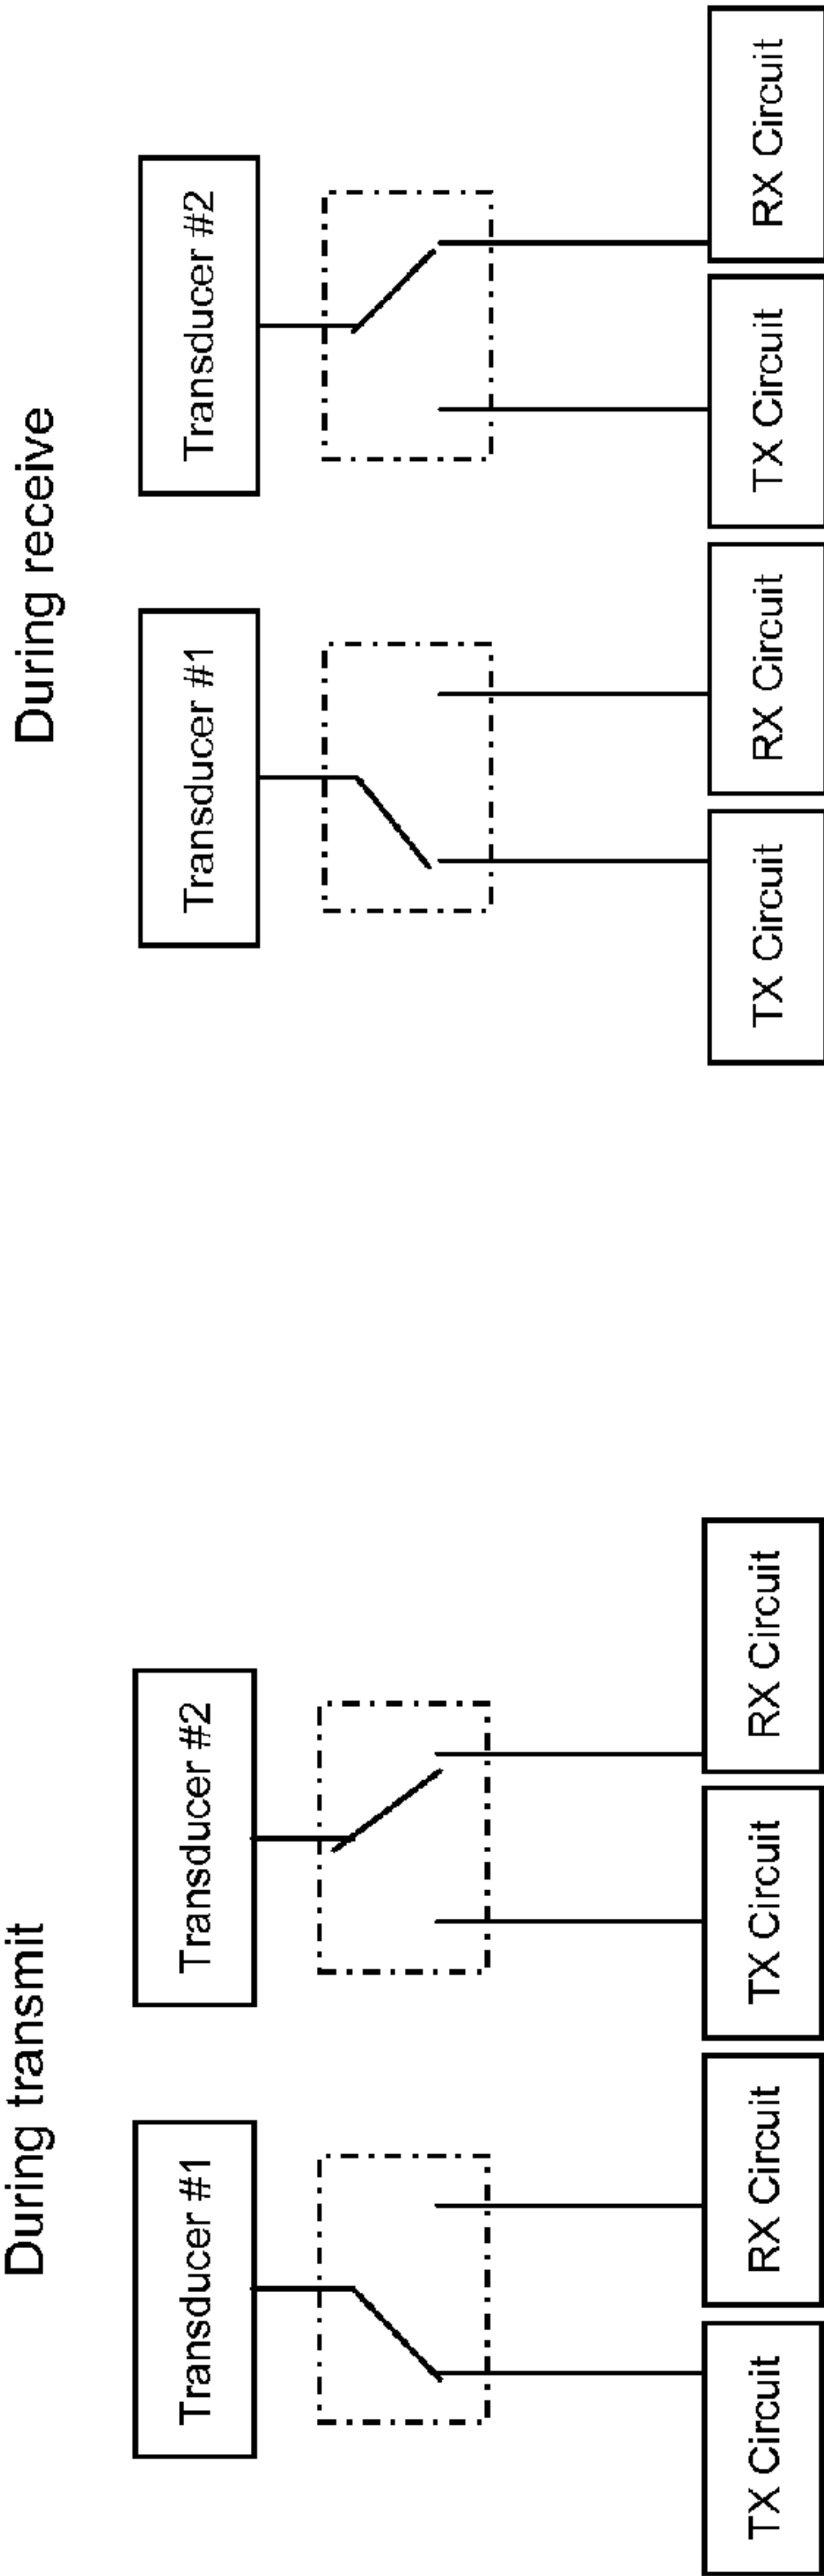 During transmit
Transducer #1
Transducer #2
TX Circuit
RX Circuit
TX Circuit
RX Circuit
During receive
Transducer #1
Transducer #2
TX Circuit
RX Circuit
TX Circuit
RX Circuit